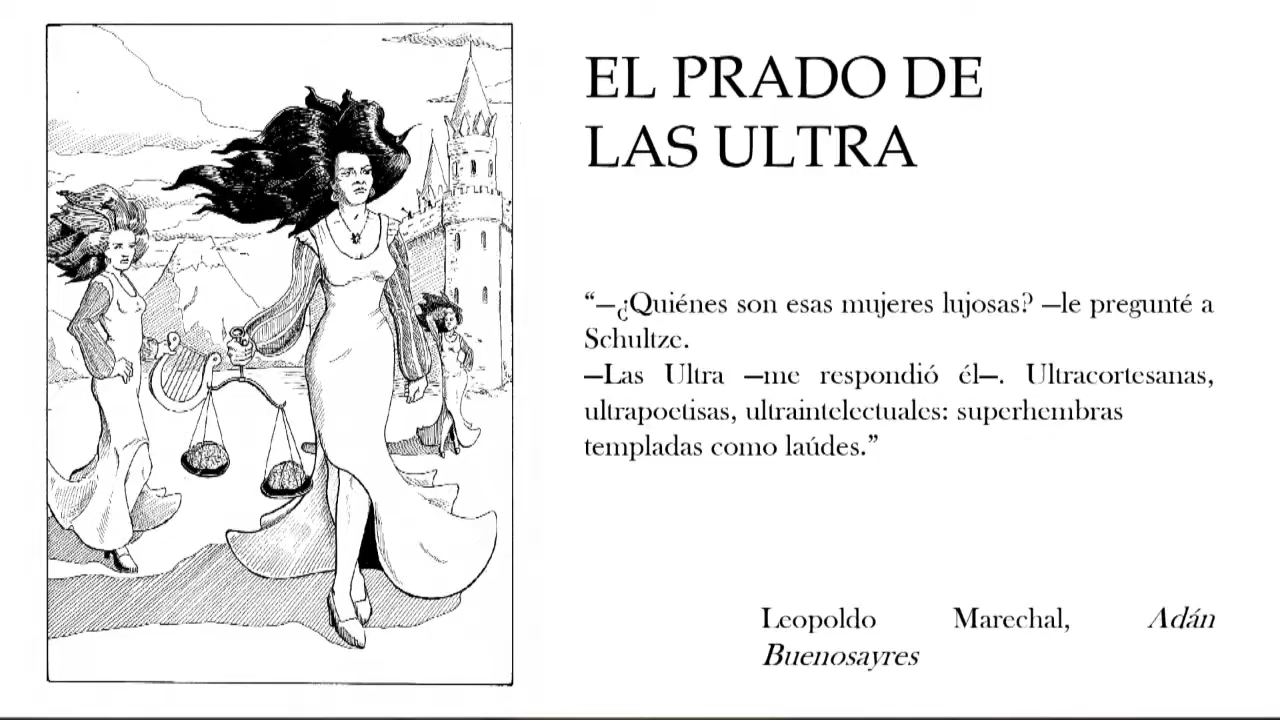 EL PRADO DE
LAS ULTRA
“—¿Quiénes son esas mujeres lujosas? —le pregunté a
Schultze.
—Las Ultra —me respondió él—. Ultracortesanas,
ultrapoetisas, ultraintelectuales: superhembras
templadas como laúdes.”
Leopoldo Marechal, Adán
Buenosayres